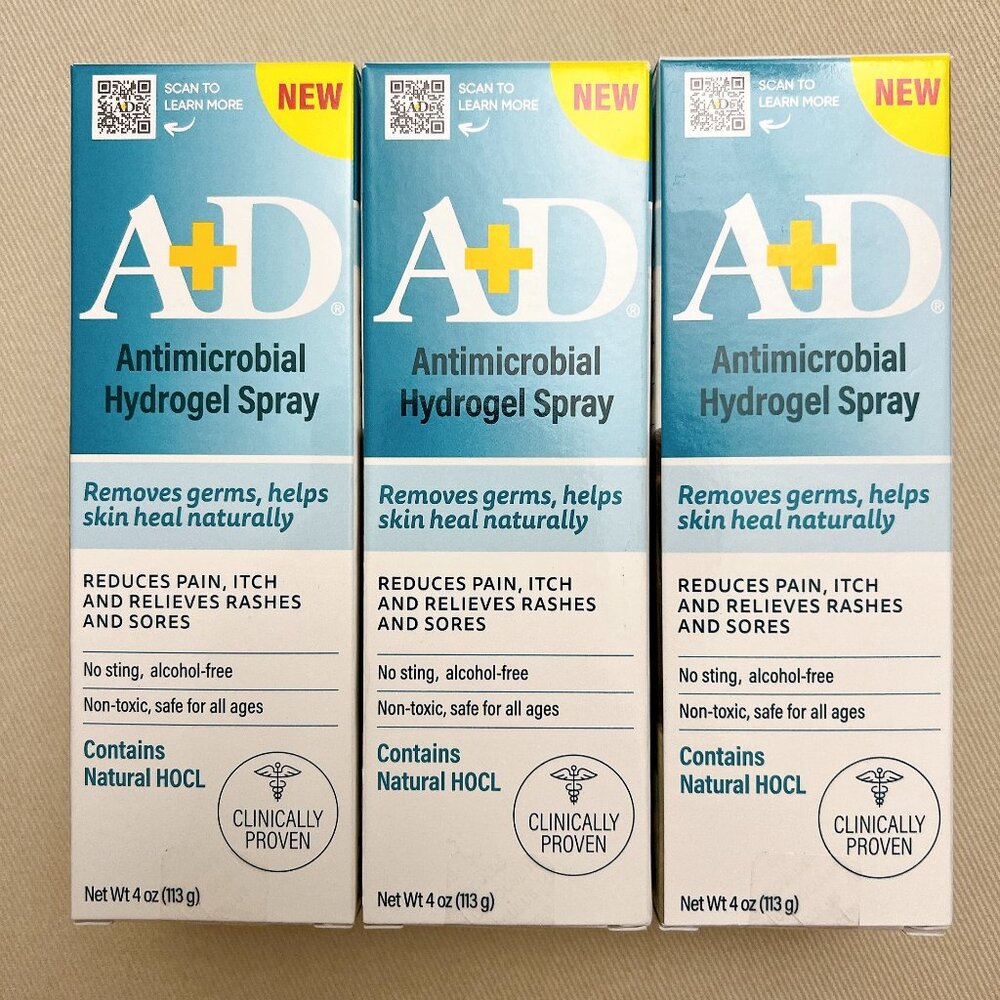 SCAN TO
LEARN MORE
NEW
A+D®
Antimicrobial
Hydrogel Spray
Removes germs, helps
skin heal naturally
REDUCES PAIN, ITCH
AND RELIEVES RASHES
AND SORES
No sting, alcohol-free
Non-toxic, safe for all ages
Contains
Natural HOCL
CLINICALLY
PROVEN
Net Wt 4 oz (113 g)
SCAN TO
LEARN MORE
NEW
A+D®
Antimicrobial
Hydrogel Spray
Removes germs, helps
skin heal naturally
REDUCES PAIN, ITCH
AND RELIEVES RASHES
AND SORES
No sting, alcohol-free
Non-toxic, safe for all ages
Contains
Natural HOCL
CLINICALLY
PROVEN
Net Wt 4 oz (113 g)
SCAN TO
LEARN MORE
NEW
A+D®
Antimicrobial
Hydrogel Spray
Removes germs, helps
skin heal naturally
REDUCES PAIN, ITCH
AND RELIEVES RASHES
AND SORES
No sting, alcohol-free
Non-toxic, safe for all ages
Contains
Natural HOCL
CLINICALLY
PROVEN
Net Wt 4 oz (113 g)